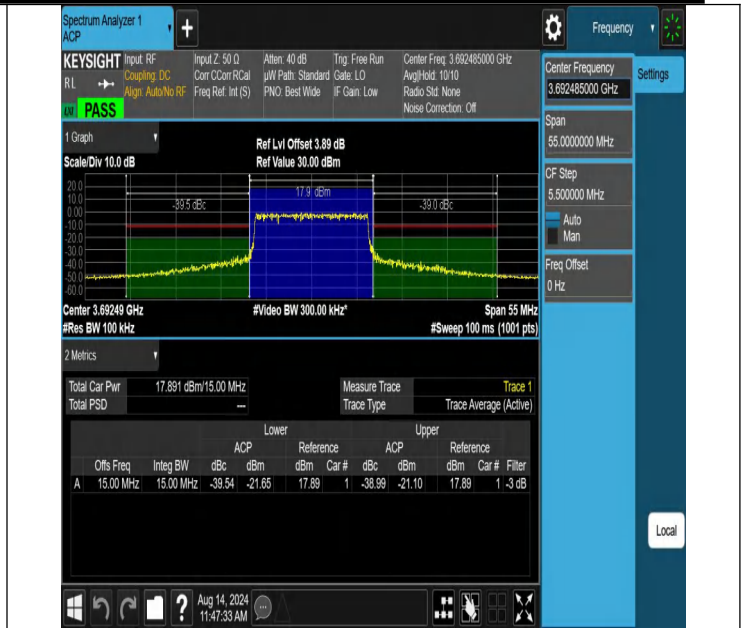 Spectrum Analyzer 1
ACP
+
Frequency
KEYSIGHT
RL
PASS
Input: RF
Coupling: DC
Align: Auto/No RF
Input Z: 50 Ω
Corr CCorr RCal
Freq Ref: Int (S)
Atten: 40 dB
µW Path: Standard
PNO: Best Wide
Trig: Free Run
Gate: LO
IF Gain: Low
Center Freq: 3.692485000 GHz
Avg|Hold: 10/10
Radio Std: None
Noise Correction: Off
Center Frequency
3.692485000 GHz
Settings
Span
55.0000000 MHz
CF Step
5.500000 MHz
Auto
Man
Freq Offset
0 Hz
1 Graph
Scale/Div 10.0 dB
Ref Lvl Offset 3.89 dB
Ref Value 30.00 dBm
20.0
10.0
0.00
-10.0
-20.0
-30.0
-40.0
-50.0
-60.0
-39.5 dBc
17.9 dBm
-39.0 dBc
Center 3.69249 GHz
#Video BW 300.00 kHz*
Span 55 MHz
#Res BW 100 kHz
#Sweep 100 ms (1001 pts)
2 Metrics
Total Car Pwr 17.891 dBm/15.00 MHz
Total PSD ---
Measure Trace Trace 1
Trace Type Trace Average (Active)
Lower Upper
ACP Reference ACP Reference
Offs Freq Integ BW dBc dBm dBm Car # dBc dBm dBm Car # Filter
A 15.00 MHz 15.00 MHz -39.54 -21.65 17.89 1 -38.99 -21.10 17.89 1 -3 dB
Local
?
Aug 14, 2024
11:47:33 AM